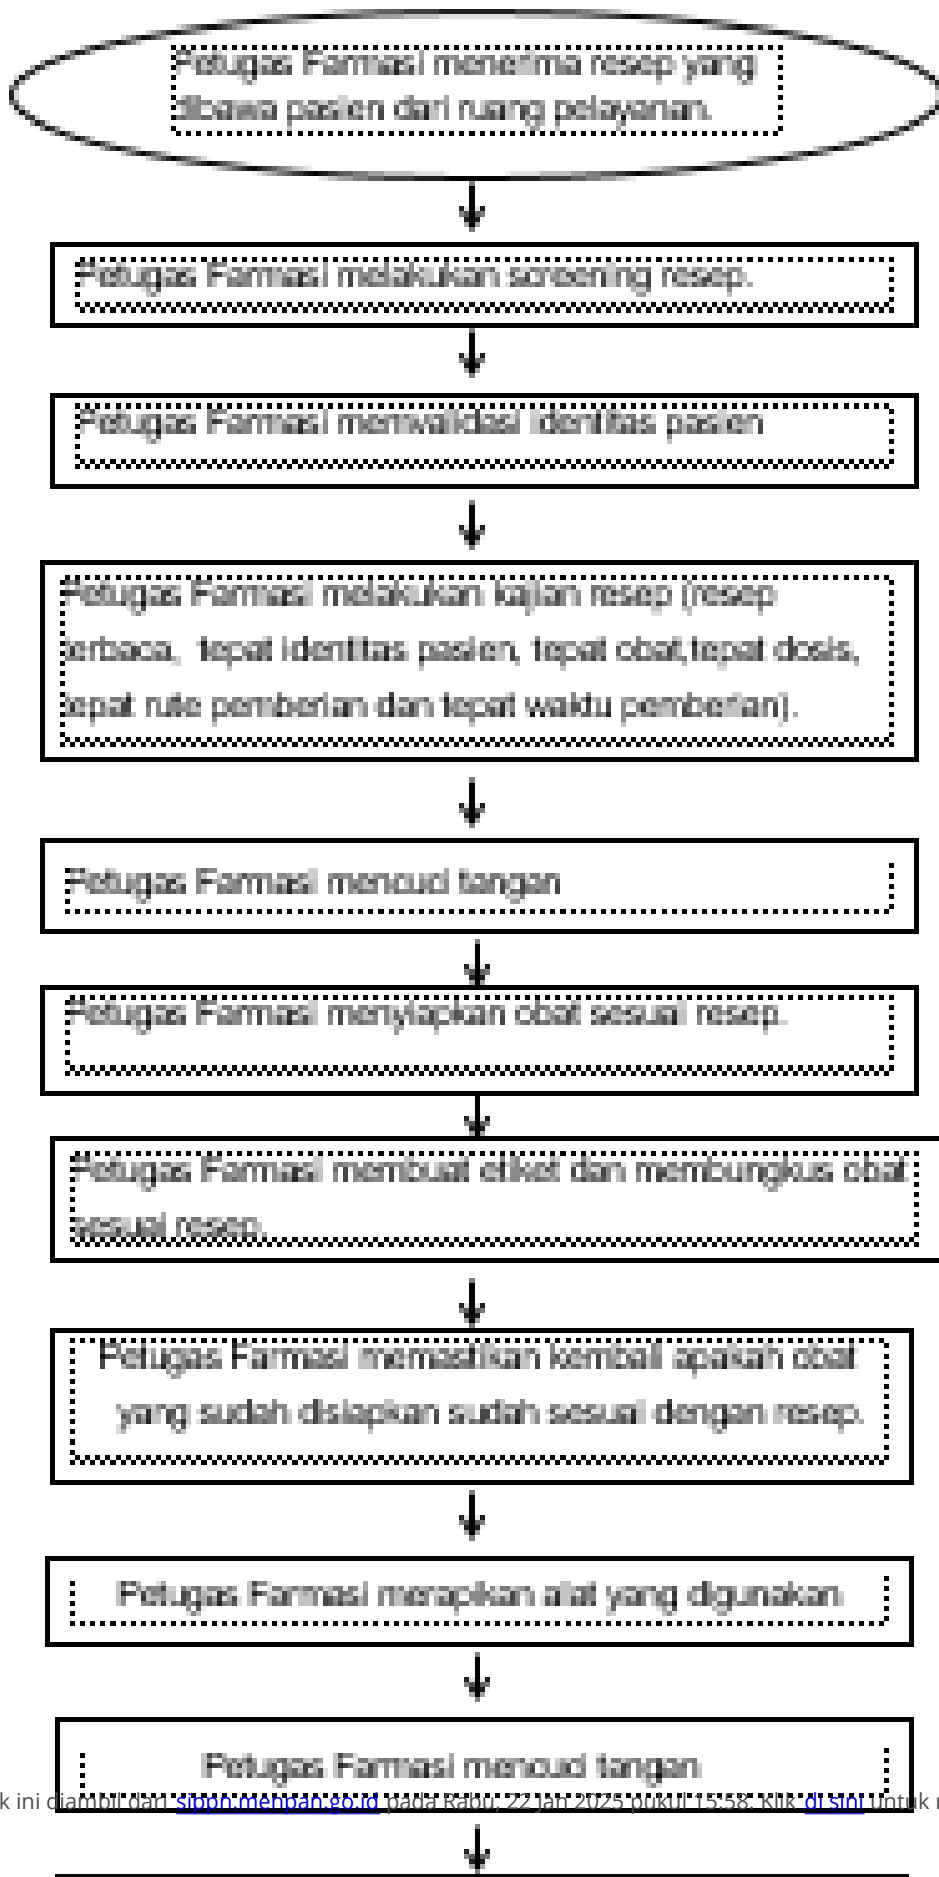 Petugas Farmasi menerima resep yang
dibawa pasien dari ruang pelayanan.
Petugas Farmasi melakukan screening resep.
Petugas Farmasi memvalidasi identitas pasien
Petugas Farmasi melakukan kajian resep (resep
terbaca, tepat identitas pasien, tepat obat,tepat dosis,
tepat rute pemberian dan tepat waktu pemberian).
Petugas Farmasi mencuci tangan
Petugas Farmasi menyiapkan obat sesuai resep.
Petugas Farmasi membuat etiket dan membungkus obat
sesuai resep.
Petugas Farmasi memastikan kembali apakah obat
yang sudah disiapkan sudah sesuai dengan resep.
Petugas Farmasi merapikan alat yang digunakan
Petugas Farmasi mencuci tangan
k ini diambil dari sippn.menpan.go.id pada Rabu, 22 Jan 2025 pukul 15:58. Klik di sini untuk